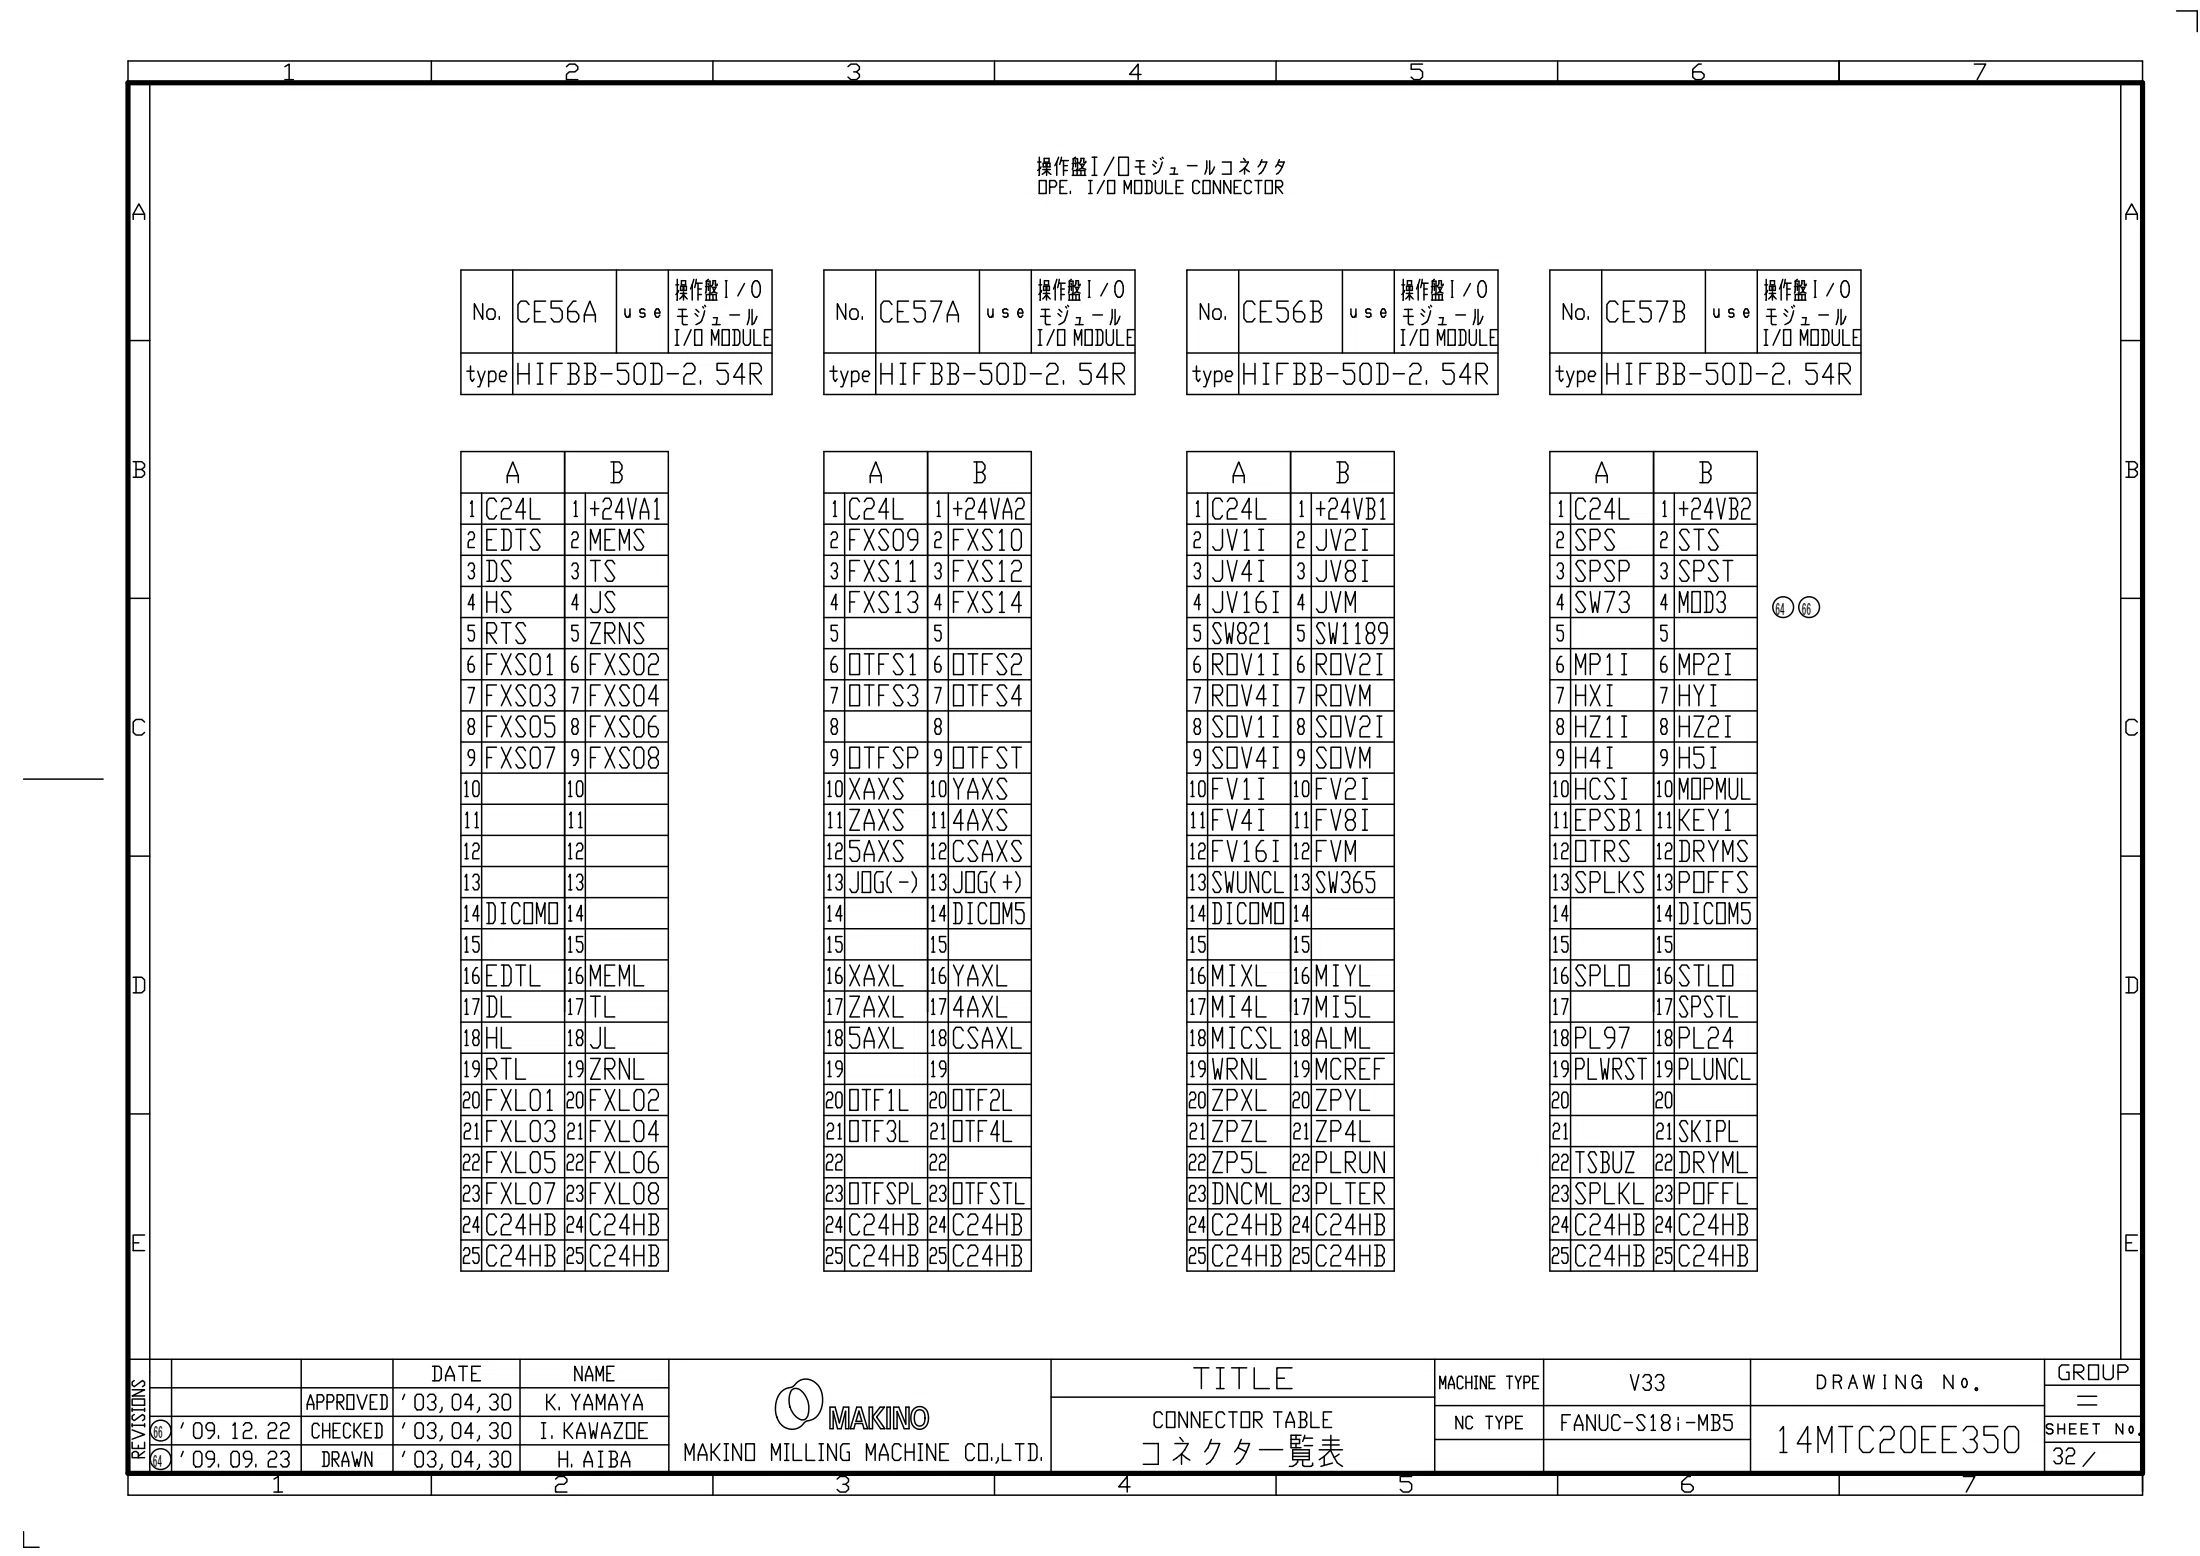 1 2 3 4 5 6 7
操作盤I/Oモジュールコネクタ
OPE. I/O MODULE CONNECTOR
A A
No. CE56A use 操作盤I/O モジュール I/O MODULE
type HIFBB-50D-2.54R
No. CE57A use 操作盤I/O モジュール I/O MODULE
type HIFBB-50D-2.54R
No. CE56B use 操作盤I/O モジュール I/O MODULE
type HIFBB-50D-2.54R
No. CE57B use 操作盤I/O モジュール I/O MODULE
type HIFBB-50D-2.54R
B B
A B
1 C24L 1 +24VA1
2 EDTS 2 MEMS
3 DS 3 TS
4 HS 4 JS
5 RTS 5 ZRNS
6 FXS01 6 FXS02
7 FXS03 7 FXS04
8 FXS05 8 FXS06
9 FXS07 9 FXS08
10 10
11 11
12 12
13 13
14 DICOM0 14
15 15
16 EDTL 16 MEML
17 DL 17 TL
18 HL 18 JL
19 RTL 19 ZRNL
20 FXL01 20 FXL02
21 FXL03 21 FXL04
22 FXL05 22 FXL06
23 FXL07 23 FXL08
24 C24HB 24 C24HB
25 C24HB 25 C24HB
A B
1 C24L 1 +24VA2
2 FXS09 2 FXS10
3 FXS11 3 FXS12
4 FXS13 4 FXS14
5 5
6 OTFS1 6 OTFS2
7 OTFS3 7 OTFS4
8 8
9 OTFSP 9 OTFST
10 XAXS 10 YAXS
11 ZAXS 11 4AXS
12 5AXS 12 CSAXS
13 JOG(-) 13 JOG(+)
14 14 DICOM5
15 15
16 XAXL 16 YAXL
17 ZAXL 17 4AXL
18 5AXL 18 CSAXL
19 19
20 OTF1L 20 OTF2L
21 OTF3L 21 OTF4L
22 22
23 OTFSPL 23 OTFSTL
24 C24HB 24 C24HB
25 C24HB 25 C24HB
A B
1 C24L 1 +24VB1
2 JV1I 2 JV2I
3 JV4I 3 JV8I
4 JV16I 4 JVM
5 SW821 5 SW1189
6 ROV1I 6 ROV2I
7 ROV4I 7 ROVM
8 SOV1I 8 SOV2I
9 SOV4I 9 SOVM
10 FV1I 10 FV2I
11 FV4I 11 FV8I
12 FV16I 12 FVM
13 SWUNCL 13 SW365
14 DICOM0 14
15 15
16 MIXL 16 MIYL
17 MI4L 17 MI5L
18 MICSL 18 ALML
19 WRNL 19 MCREF
20 ZPXL 20 ZPYL
21 ZPZL 21 ZP4L
22 ZP5L 22 PLRUN
23 DNCML 23 PLTER
24 C24HB 24 C24HB
25 C24HB 25 C24HB
A B
1 C24L 1 +24VB2
2 SPS 2 STS
3 SPSP 3 SPST
4 SW73 4 MOD3 64 66
5 5
6 MP1I 6 MP2I
7 HXI 7 HYI
8 HZ1I 8 HZ2I
9 H4I 9 H5I
10 HCSI 10 MOPMUL
11 EPSB1 11 KEY1
12 OTRS 12 DRYMS
13 SPLKS 13 POFFS
14 14 DICOM5
15 15
16 SPLO 16 STLO
17 17 SPSTL
18 PL97 18 PL24
19 PLWRST 19 PLUNCL
20 20
21 21 SKIPL
22 TSBUZ 22 DRYML
23 SPLKL 23 POFFL
24 C24HB 24 C24HB
25 C24HB 25 C24HB
C C
D D
E E
REVISIONS
DATE NAME
APPROVED '03,04,30 K. YAMAYA
66 '09.12.22 CHECKED '03,04,30 I. KAWAZOE
64 '09.09.23 DRAWN '03,04,30 H. AIBA
MAKINO
MAKINO MILLING MACHINE CO.,LTD.
TITLE
CONNECTOR TABLE
コネクタ一覧表
MACHINE TYPE V33
NC TYPE FANUC-S18i-MB5
DRAWING No.
14MTC20EE350
GROUP
=
SHEET No.
32/
1 2 3 4 5 6 7